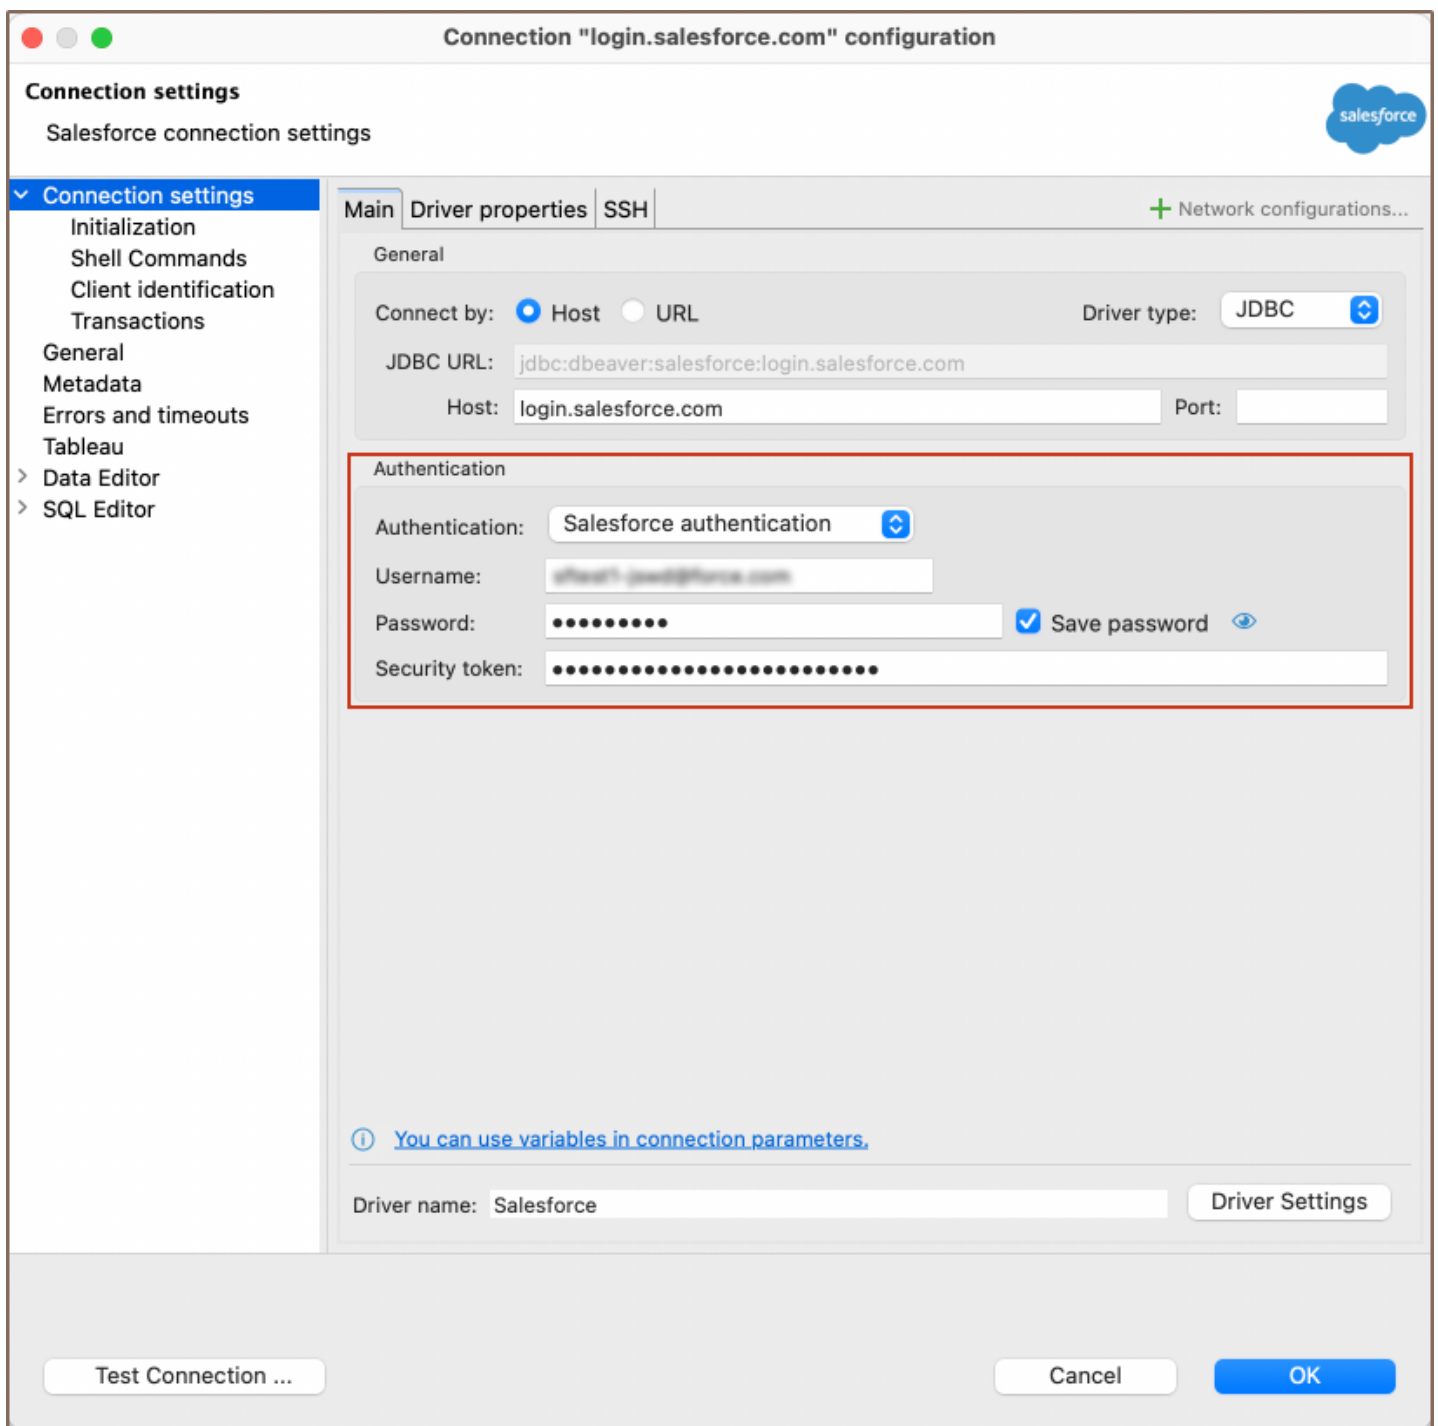 Connection "login.salesforce.com" configuration
Connection settings
Salesforce connection settings
salesforce
Connection settings
Initialization
Shell Commands
Client identification
Transactions
General
Metadata
Errors and timeouts
Tableau
Data Editor
SQL Editor
Main Driver properties SSH Network configurations...
General
Connect by: Host URL Driver type: JDBC
JDBC URL: jdbc:dbeaver:salesforce:login.salesforce.com
Host: login.salesforce.com Port:
Authentication
Authentication: Salesforce authentication
Username:
Password: ••••••••• Save password
Security token: •••••••••••••••••••••••••
You can use variables in connection parameters.
Driver name: Salesforce Driver Settings
Test Connection ... Cancel OK